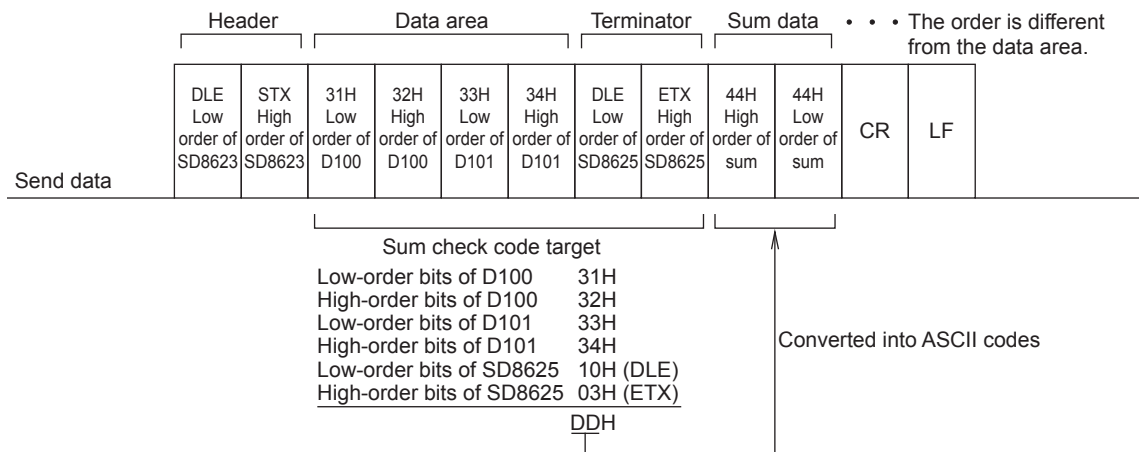 Header Data area Terminator Sum data • • • The order is different
from the data area.
DLE Low order of SD8623
STX High order of SD8623
31H Low order of D100
32H High order of D100
33H Low order of D101
34H High order of D101
DLE Low order of SD8625
ETX High order of SD8625
44H High order of sum
44H Low order of sum
CR
LF
Send data
Sum check code target
Low-order bits of D100 31H
High-order bits of D100 32H
Low-order bits of D101 33H
High-order bits of D101 34H
Low-order bits of SD8625 10H (DLE)
High-order bits of SD8625 03H (ETX)
DDH
Converted into ASCII codes